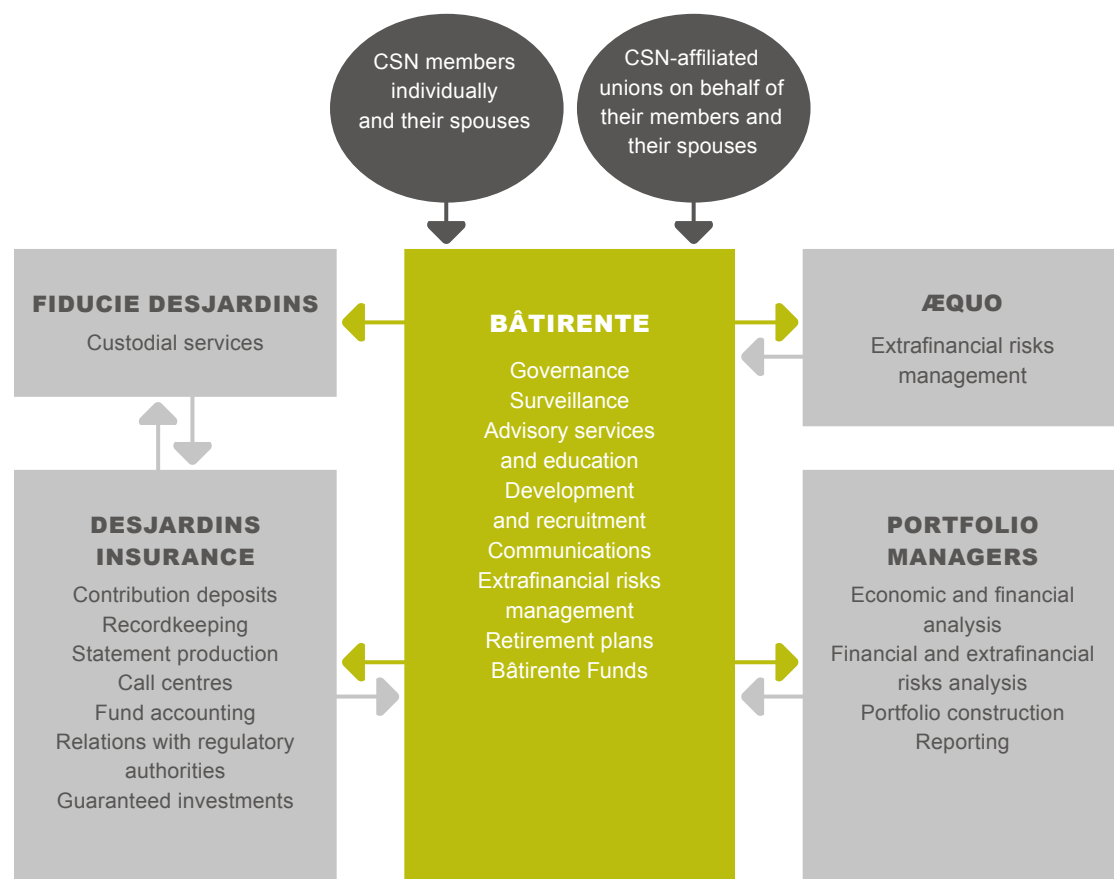 CSN members
individually
and their spouses
CSN-affiliated
unions on behalf of
their members and
their spouses
FIDUCIE DESJARDINS
Custodial services
BÂTIRENTE
Governance
Surveillance
Advisory services
and education
Development
and recruitment
Communications
Extrafinancial risks
management
Retirement plans
Bâtirente Funds
ÆQUO
Extrafinancial risks
management
DESJARDINS
INSURANCE
Contribution deposits
Recordkeeping
Statement production
Call centres
Fund accounting
Relations with regulatory
authorities
Guaranteed investments
PORTFOLIO
MANAGERS
Economic and financial
analysis
Financial and extrafinancial
risks analysis
Portfolio construction
Reporting